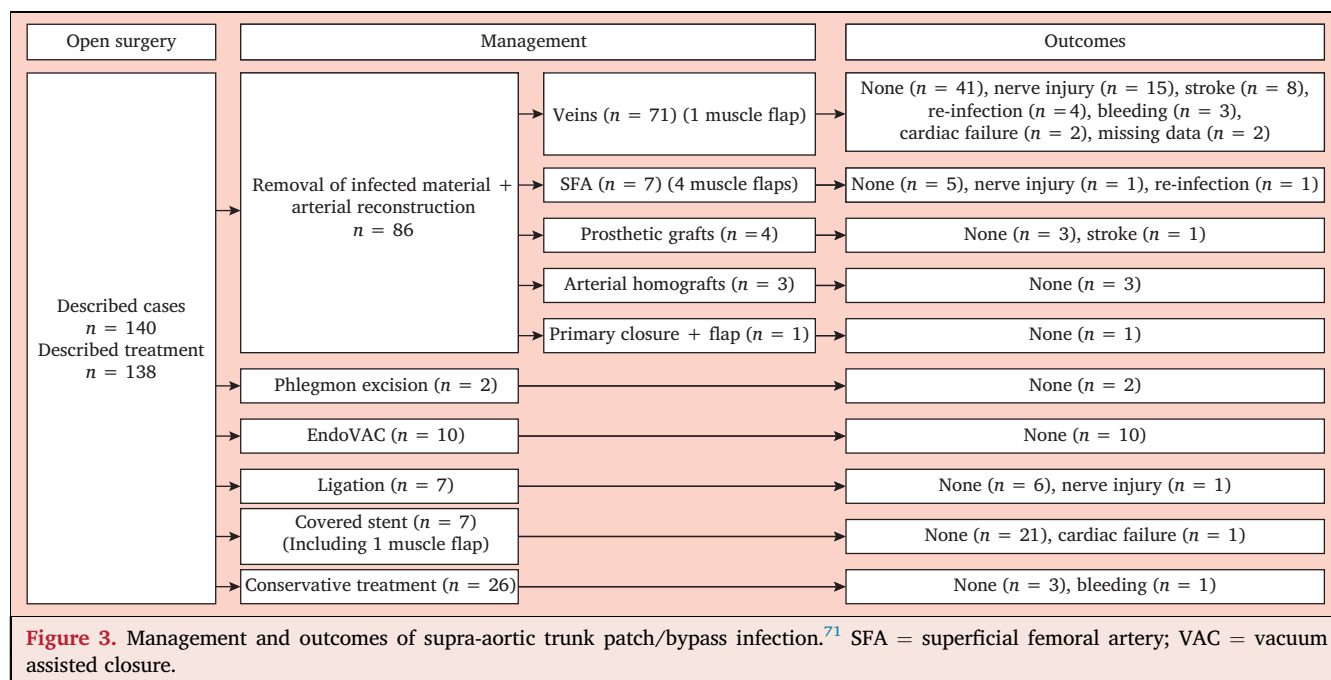 Open surgery
Management
Outcomes
Described cases
n = 140
Described treatment
n = 138
Removal of infected material +
arterial reconstruction
n = 86
Veins (n = 71) (1 muscle flap)
None (n = 41), nerve injury (n = 15), stroke (n = 8),
re-infection (n =4), bleeding (n = 3),
cardiac failure (n = 2), missing data (n = 2)
SFA (n = 7) (4 muscle flaps)
None (n = 5), nerve injury (n = 1), re-infection (n = 1)
Prosthetic grafts (n =4)
None (n = 3), stroke (n = 1)
Arterial homografts (n = 3)
None (n = 3)
Primary closure + flap (n = 1)
None (n = 1)
Phlegmon excision (n = 2)
None (n = 2)
EndoVAC (n = 10)
None (n = 10)
Ligation (n = 7)
None (n = 6), nerve injury (n = 1)
Covered stent (n = 7)
(Including 1 muscle flap)
None (n = 21), cardiac failure (n = 1)
Conservative treatment (n = 26)
None (n = 3), bleeding (n = 1)
Figure 3. Management and outcomes of supra-aortic trunk patch/bypass infection.71 SFA = superficial femoral artery; VAC = vacuum
assisted closure.